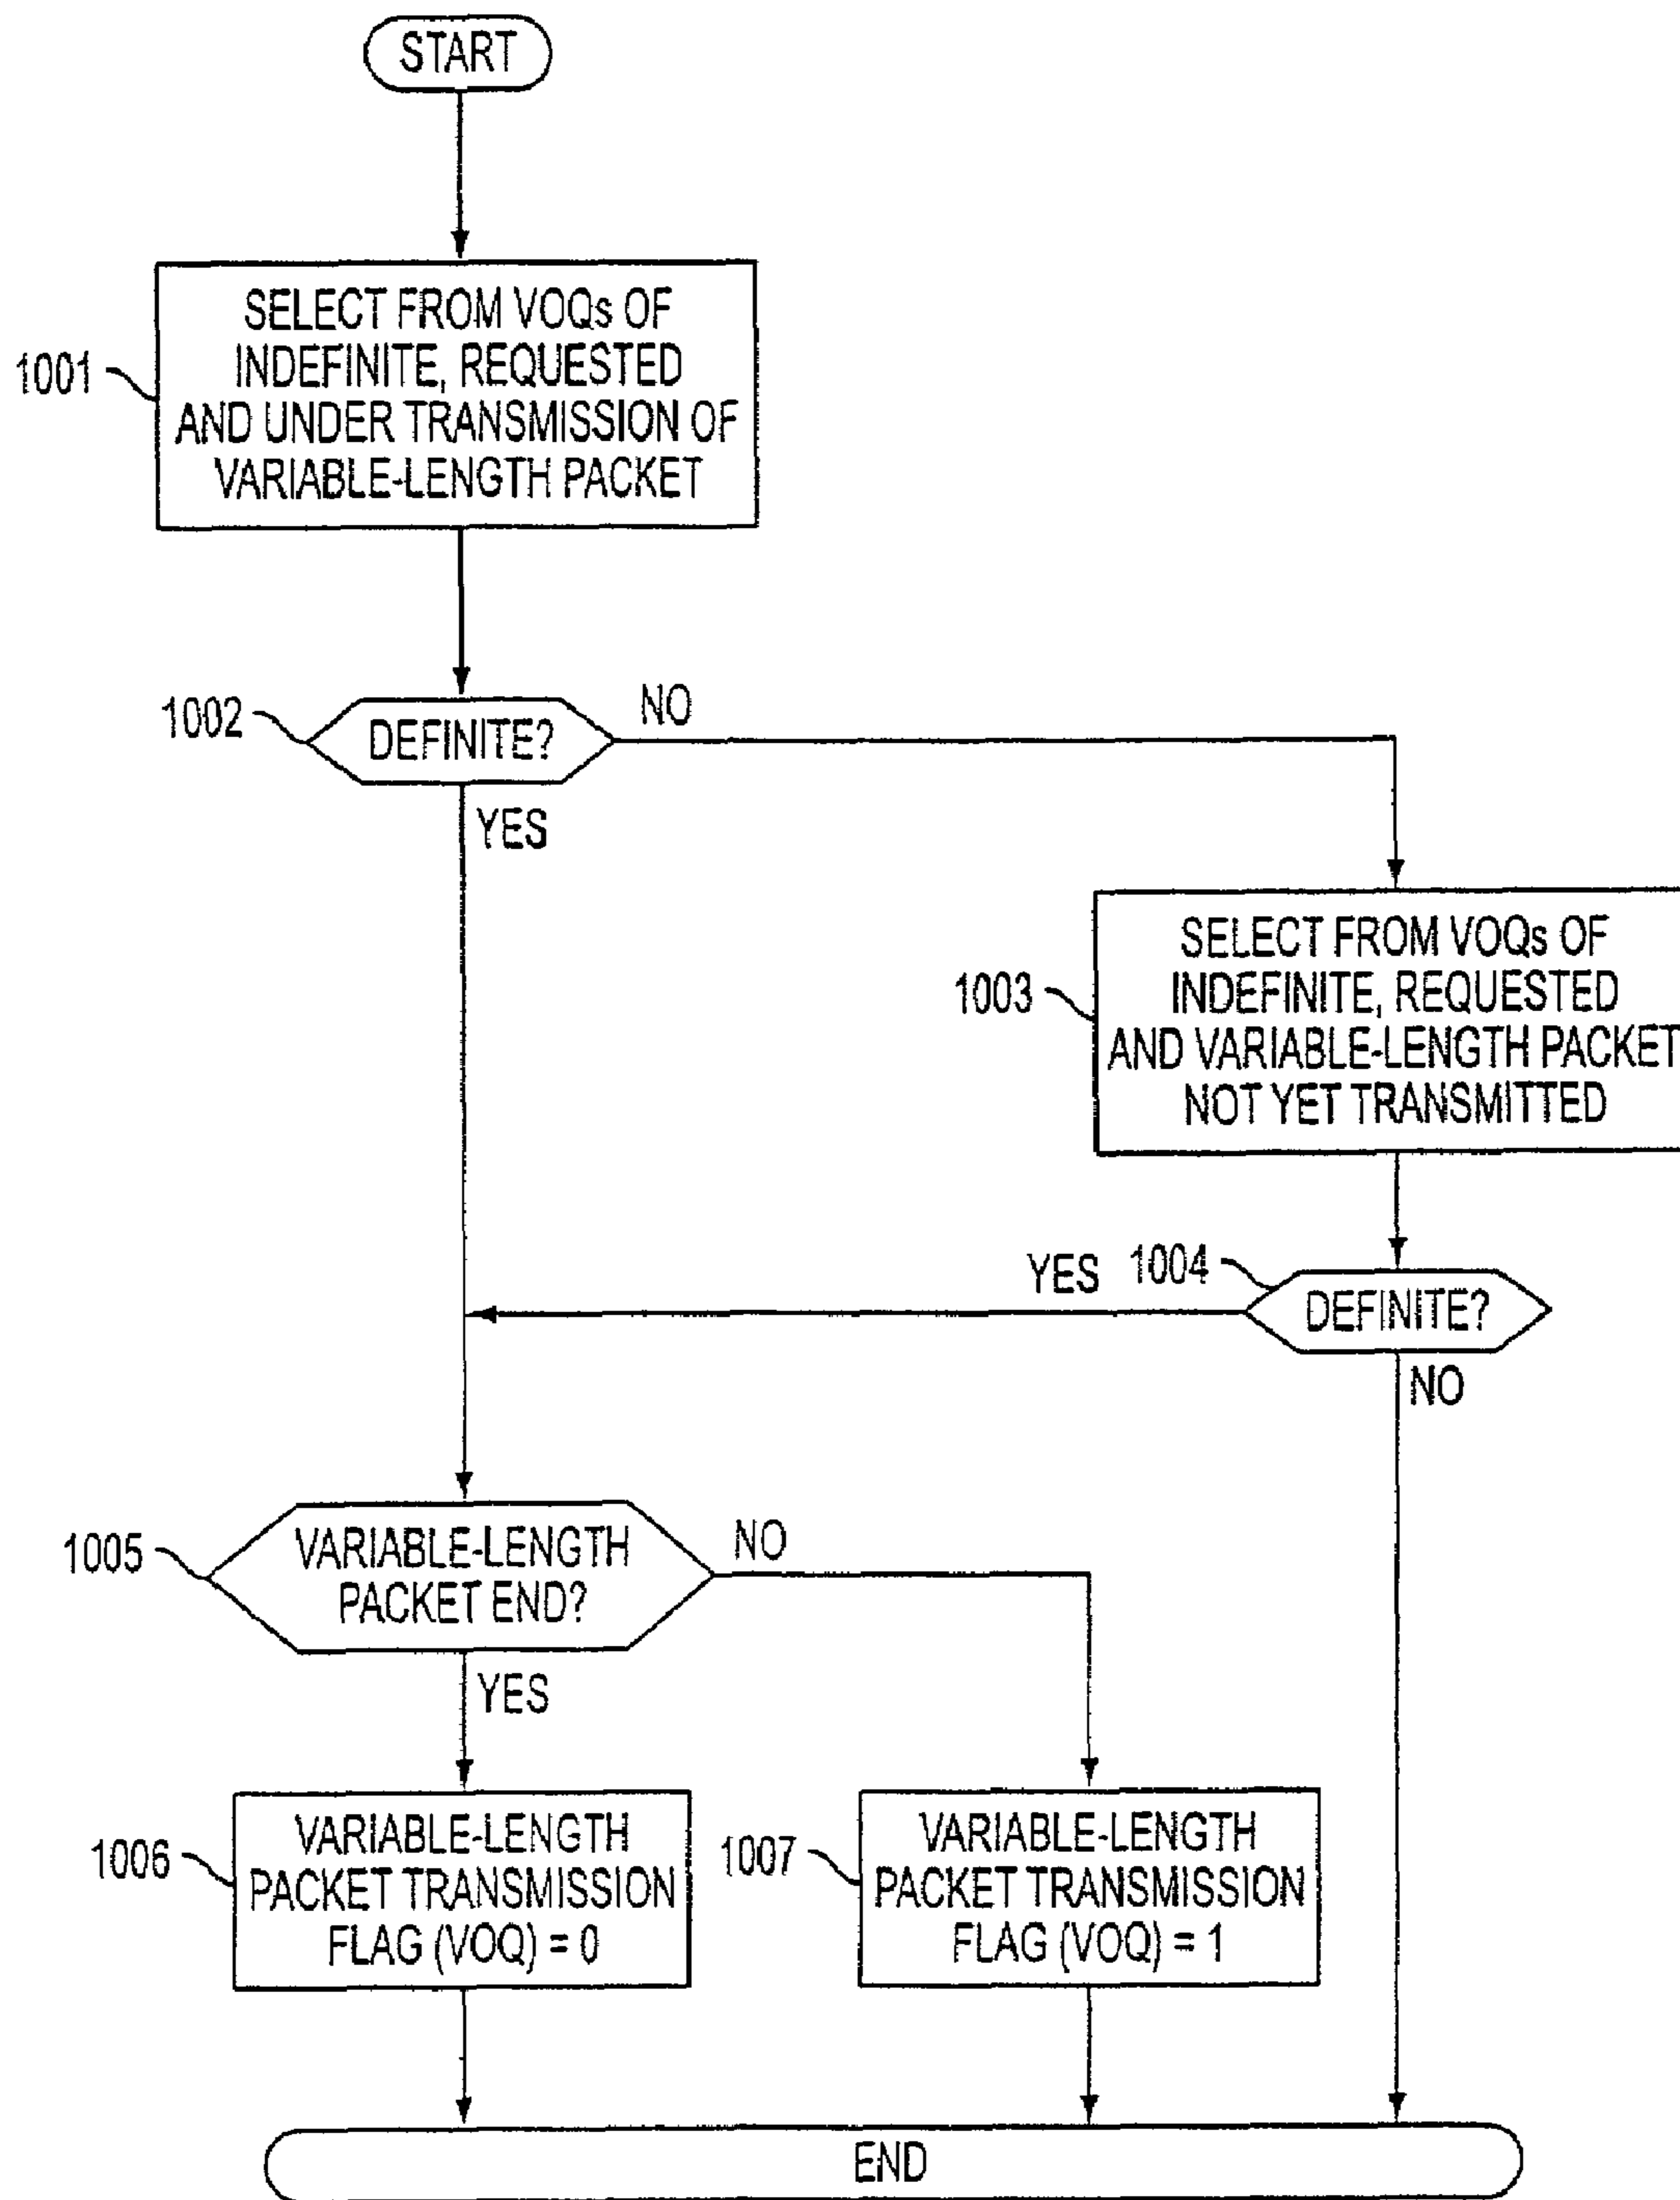 START
1001
SELECT FROM VOQs OF
INDEFINITE, REQUESTED
AND UNDER TRANSMISSION OF
VARIABLE-LENGTH PACKET
1002
DEFINITE?
NO
YES
1003
SELECT FROM VOQs OF
INDEFINITE, REQUESTED
AND VARIABLE-LENGTH PACKET
NOT YET TRANSMITTED
YES
1004
DEFINITE?
NO
1005
VARIABLE-LENGTH
PACKET END?
NO
YES
1006
VARIABLE-LENGTH
PACKET TRANSMISSION
FLAG (VOQ) = 0
1007
VARIABLE-LENGTH
PACKET TRANSMISSION
FLAG (VOQ) = 1
END